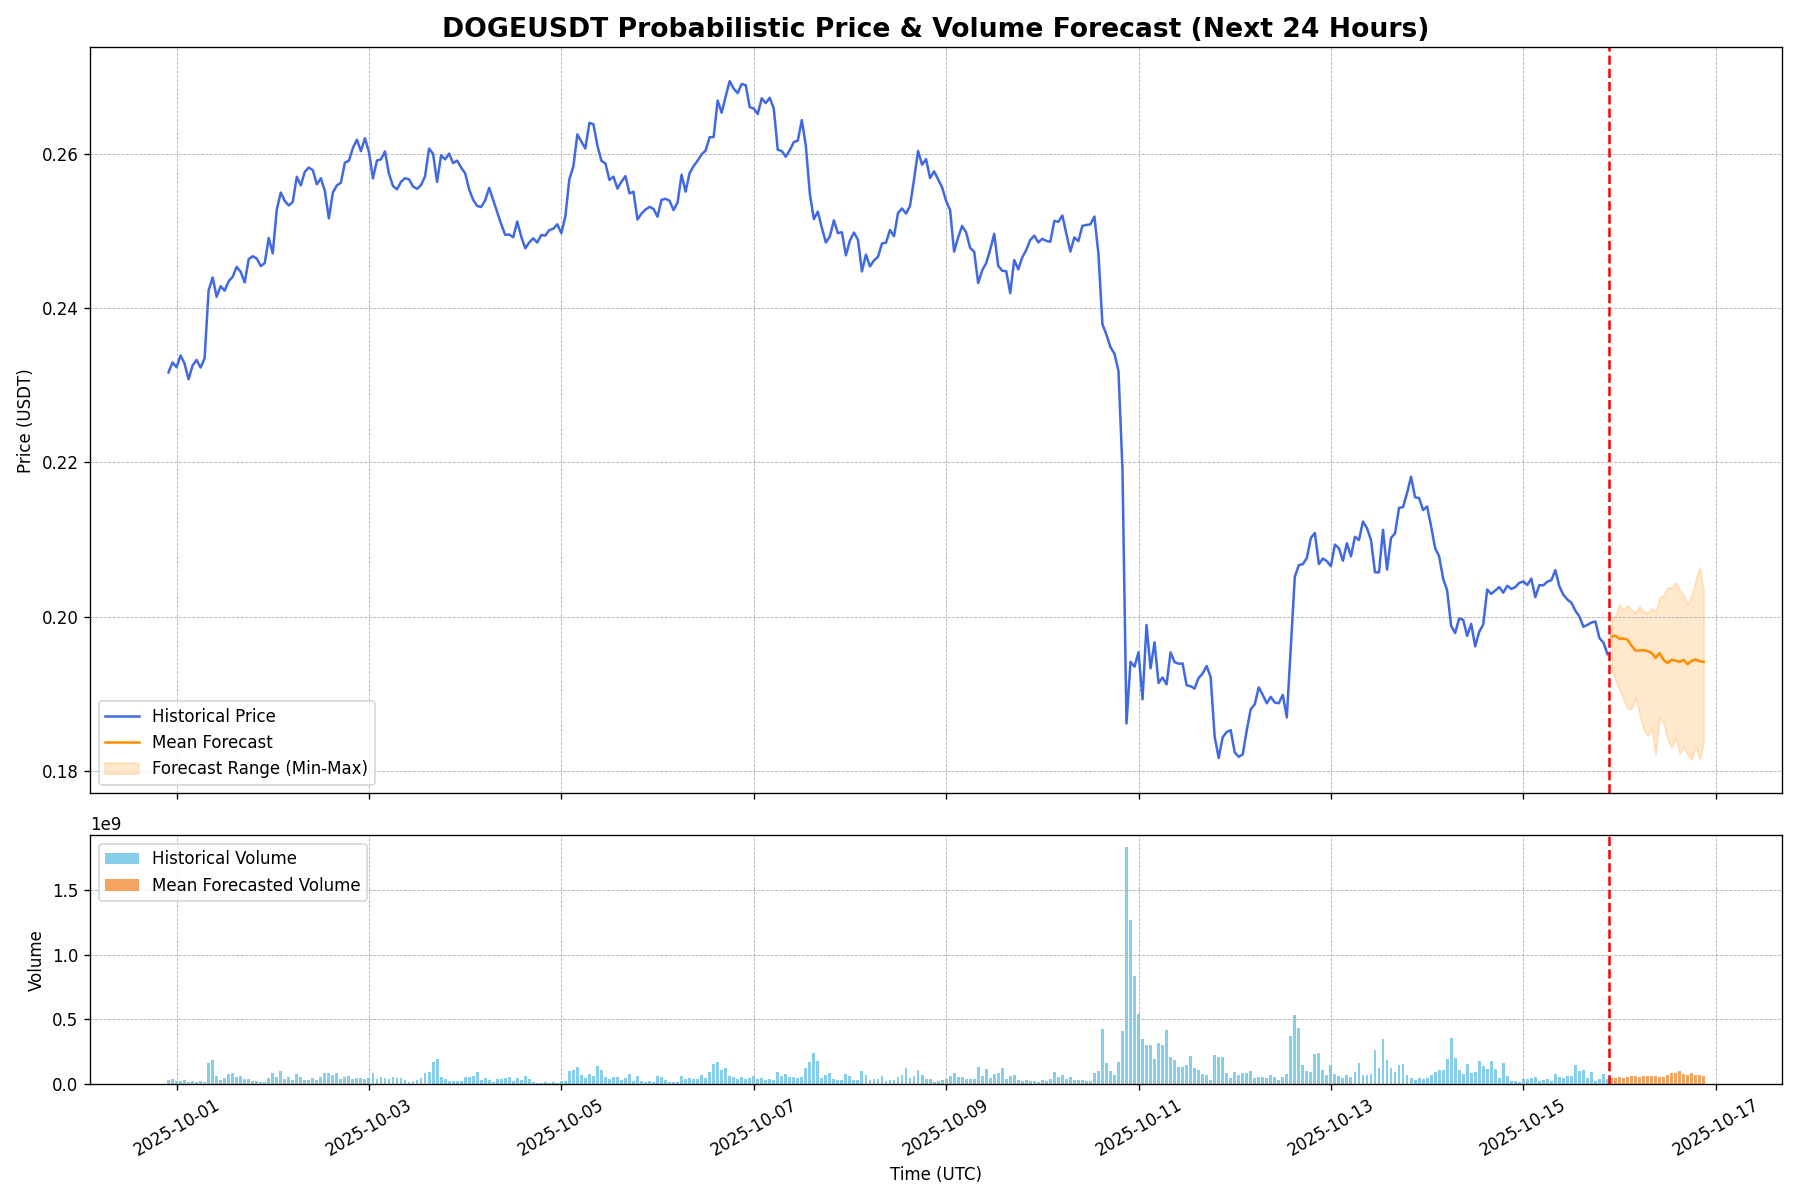 DOGEUSDT Probabilistic Price & Volume Forecast (Next 24 Hours)
Price (USDT)
0.26
0.24
0.22
0.20
0.18
Historical Price
Mean Forecast
Forecast Range (Min-Max)
1e9
Volume
1.5
1.0
0.5
0.0
Historical Volume
Mean Forecasted Volume
2025-10-01
2025-10-03
2025-10-05
2025-10-07
2025-10-09
2025-10-11
2025-10-13
2025-10-15
2025-10-17
Time (UTC)